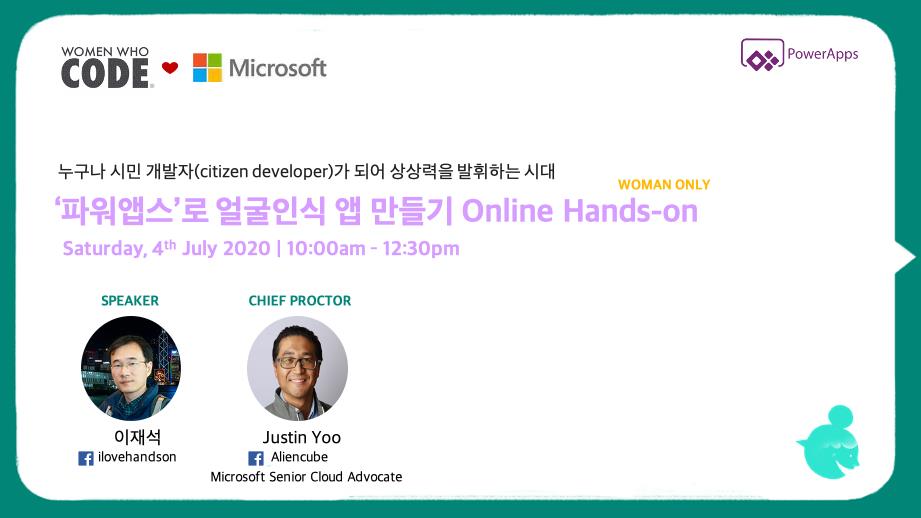 WOMEN WHO
CODE
Microsoft
PowerApps
누구나 시민 개발자(citizen developer)가 되어 상상력을 발휘하는 시대
WOMAN ONLY
‘파워앱스’로 얼굴인식 앱 만들기 Online Hands-on
Saturday, 4th July 2020 | 10:00am – 12:30pm
SPEAKER
CHIEF PROCTOR
이재석
Justin Yoo
ilovehandson
Aliencube
Microsoft Senior Cloud Advocate